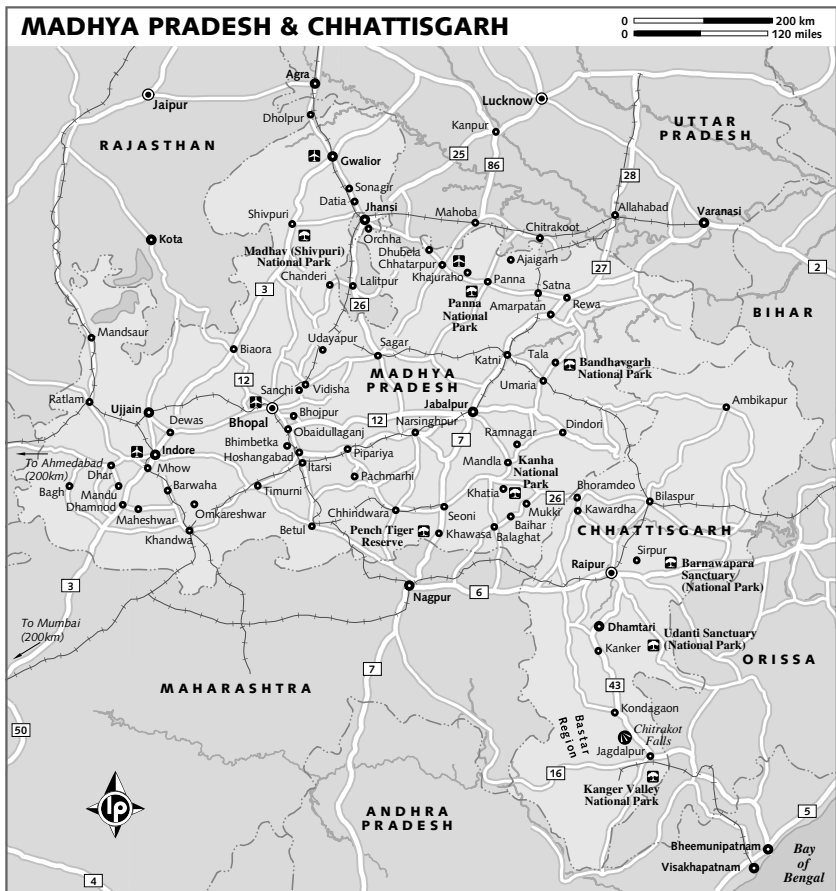 MADHYA PRADESH & CHHATTISGARH
0 200 km
0 120 miles
Agra
Jaipur
Lucknow
Dholpur
UTTAR
PRADESH
Kanpur
RAJASTHAN
25
86
Gwalior
28
Sonagir
Datia
Jhansi
Shivpuri
Mahoba
Allahabad
Varanasi
Orchha
Chitrakoot
Kota
Madhav (Shivpuri)
National Park
Dhubela
Chhatarpur
Ajaigarh
Khajuraho
Panna
27
2
Chanderi
Lalitpur
3
26
Satna
Rewa
Amarpatan
Panna
National
Park
BIHAR
Mandsaur
Udayapur
Sagar
Biaora
Katni
Tala
Bandhavgarh
National Park
MADHYA
PRADESH
12
Sanchi
Vidisha
Umaria
Ratlam
Ujjain
Bhopal
Bhojpur
12
Jabalpur
Ambikapur
Dewas
Obaidullaganj
Narsinghpur
Dindori
Bhimbetka
7
Ramnagar
Indore
Hoshangabad
Pipariya
To Ahmedabad
(200km)
Dhar
Mhow
Itarsi
Mandla
Kanha
National
Park
Bagh
Mandu
Barwaha
Timurni
Pachmarhi
Khatia
26
Bhoramdeo
Bilaspur
Dhamnod
Maheshwar
Omkareshwar
Chhindwara
Seoni
Mukki
Kawardha
Baihar
Khandwa
Betul
Pench Tiger
Reserve
Khawasa
Balaghat
CHHATTISGARH
Sirpur
Raipur
Barnawapara
Sanctuary
(National Park)
3
Nagpur
6
To Mumbai
(200km)
Dhamtari
Udanti Sanctuary
(National Park)
Kanker
ORISSA
7
MAHARASHTRA
43
50
Kondagaon
Bastar
Region
Chitrakot
Falls
Jagdalpur
16
Kanger Valley
National Park
lp
ANDHRA
PRADESH
5
Bheemunipatnam
Bay
of
Bengal
Visakhapatnam
4